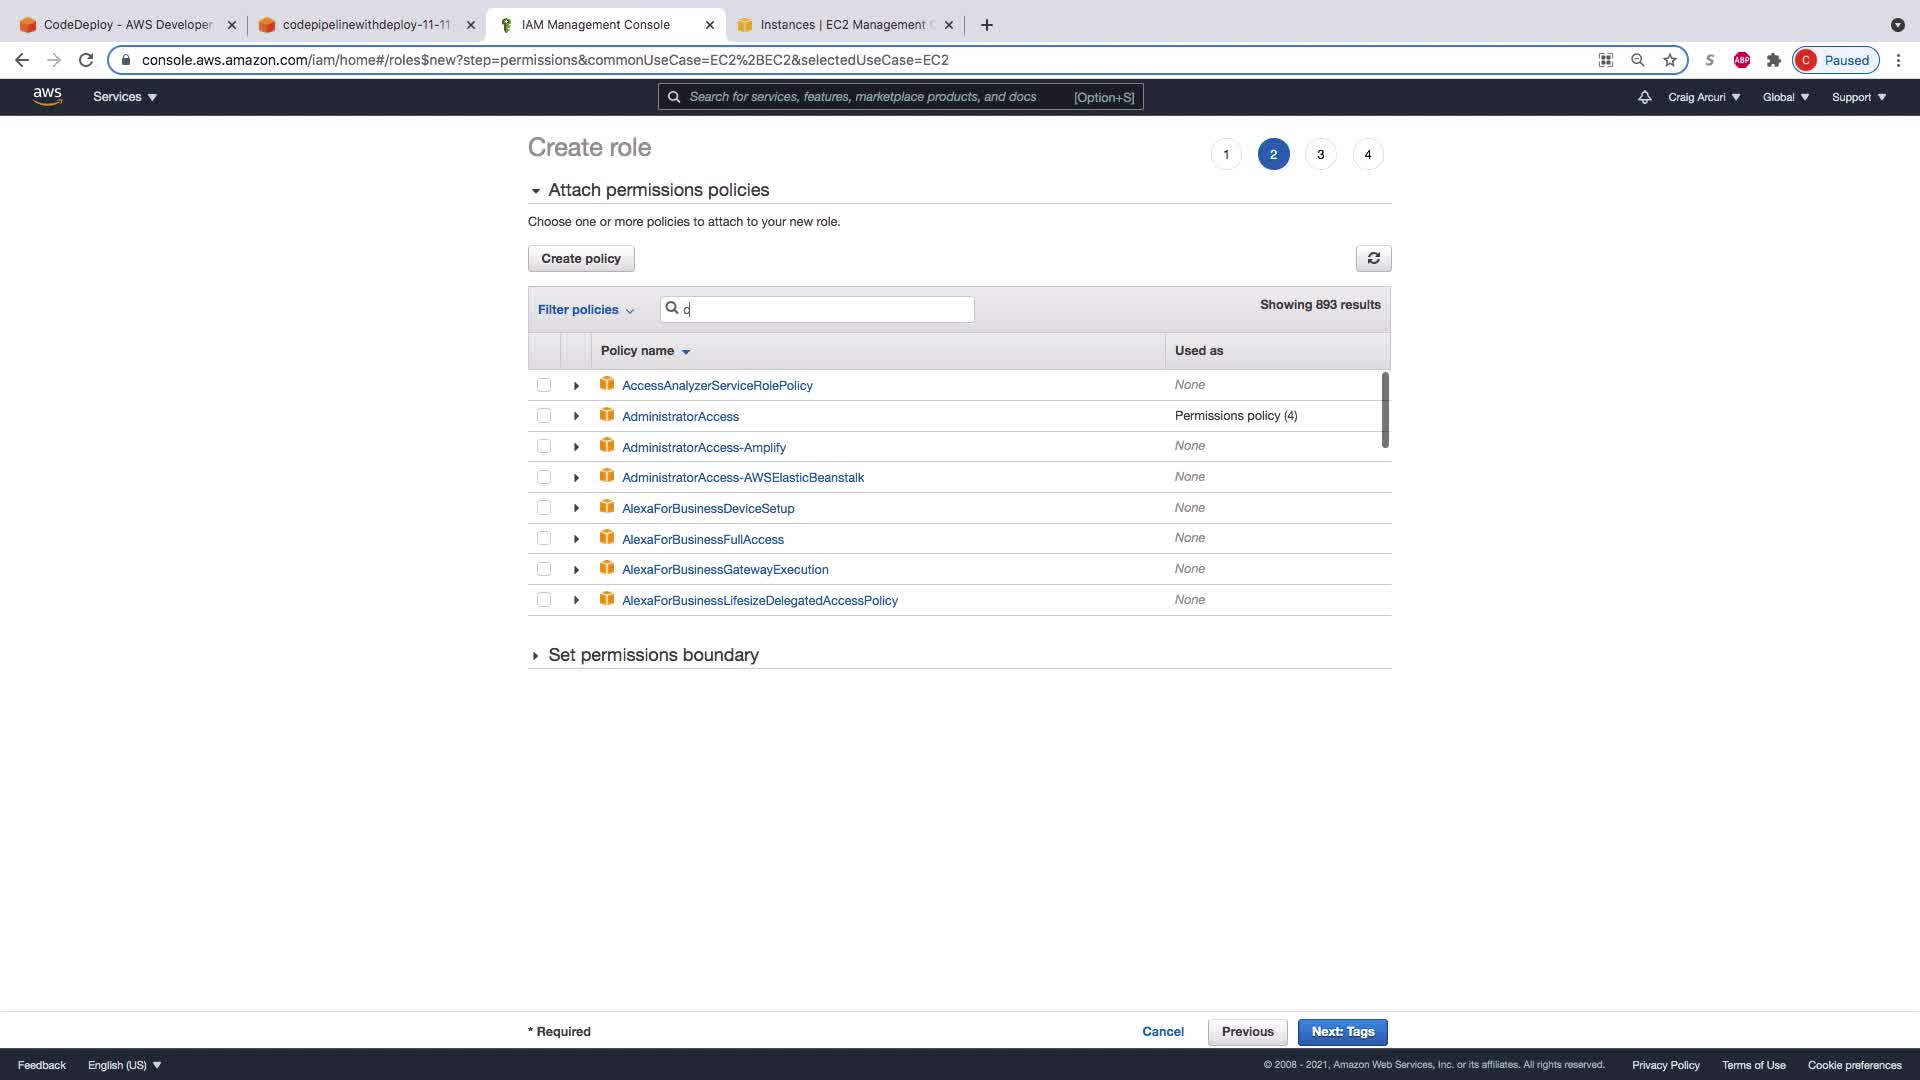 CodeDeploy - AWS Developer
codepipelinewithdeploy-11-11
IAM Management Console
Instances | EC2 Management C
console.aws.amazon.com/iam/home#/roles$new?step=permissions&commonUseCase=EC2%2BEC2&selectedUseCase=EC2
S
ABP
C Paused
aws
Services
Search for services, features, marketplace products, and docs [Option+S]
Craig Arcuri
Global
Support
Create role
1 2 3 4
Attach permissions policies
Choose one or more policies to attach to your new role.
Create policy
Filter policies
c
Showing 893 results
Policy name Used as
AccessAnalyzerServiceRolePolicy None
AdministratorAccess Permissions policy (4)
AdministratorAccess-Amplify None
AdministratorAccess-AWSElasticBeanstalk None
AlexaForBusinessDeviceSetup None
AlexaForBusinessFullAccess None
AlexaForBusinessGatewayExecution None
AlexaForBusinessLifesizeDelegatedAccessPolicy None
Set permissions boundary
* Required
Cancel
Previous
Next: Tags
Feedback
English (US)
© 2008 - 2021, Amazon Web Services, Inc. or its affiliates. All rights reserved.
Privacy Policy
Terms of Use
Cookie preferences